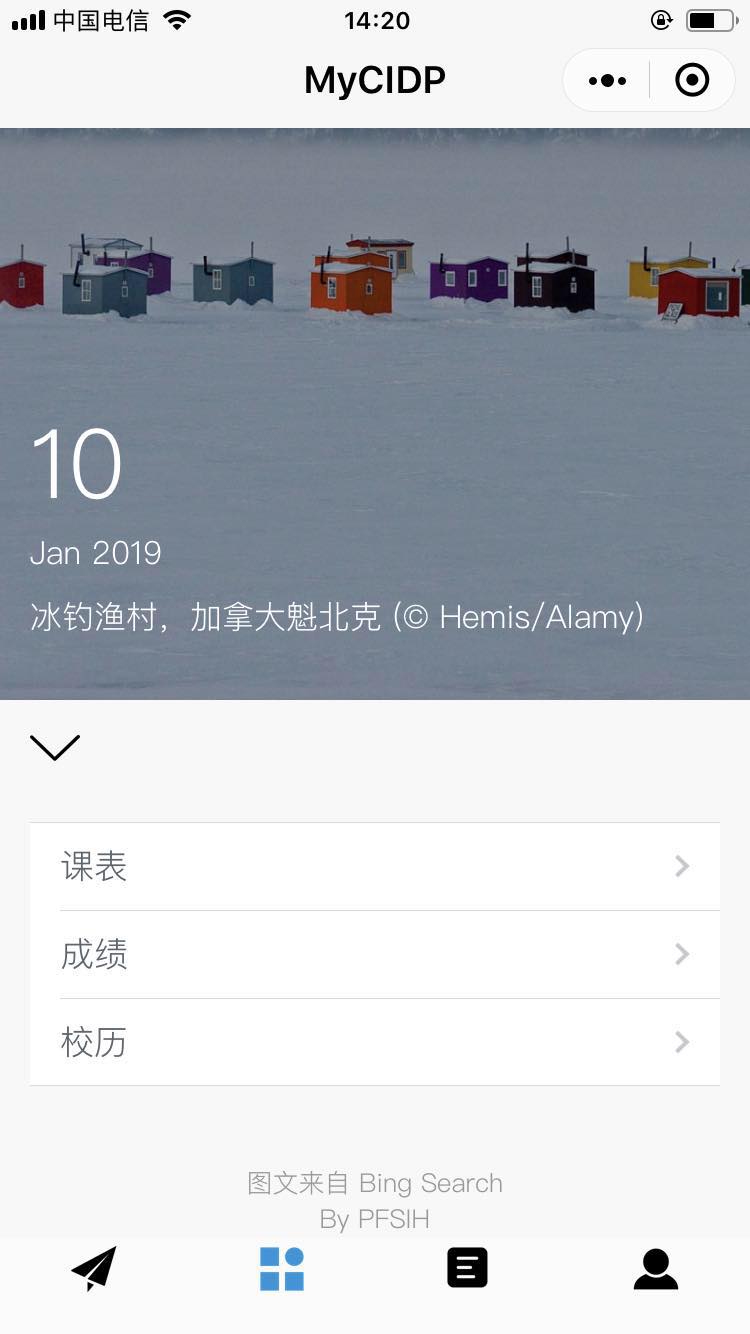 中国电信 14:20
MyCIDP
10
Jan 2019
冰钓渔村，加拿大魁北克 (© Hemis/Alamy)
课表
成绩
校历
图文来自 Bing Search
By PFSIH